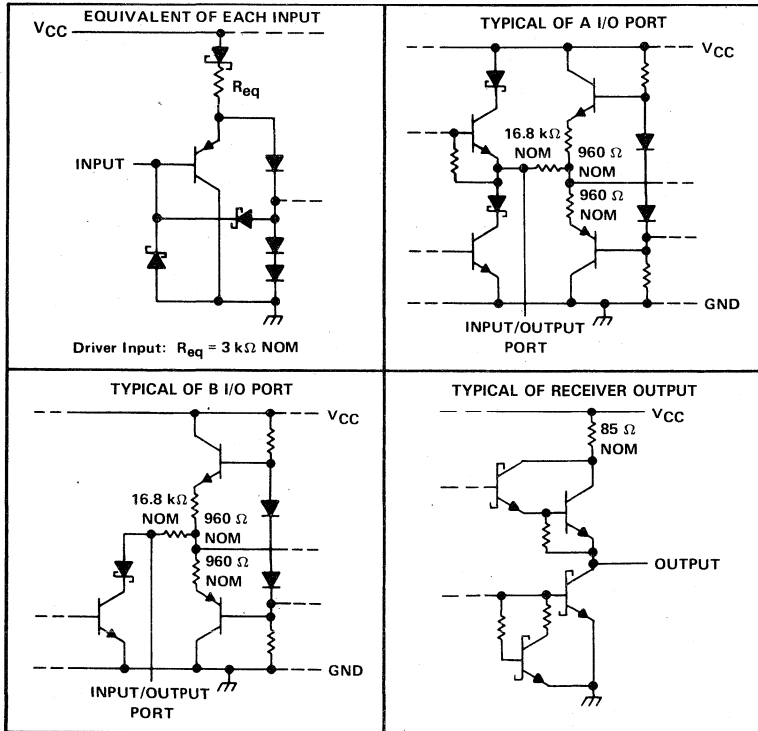 EQUIVALENT OF EACH INPUT
VCC
Req
INPUT
Driver Input: Req = 3 kΩ NOM
TYPICAL OF A I/O PORT
VCC
16.8 kΩ
NOM
960 Ω
NOM
960 Ω
NOM
GND
INPUT/OUTPUT
PORT
TYPICAL OF B I/O PORT
VCC
16.8 kΩ
NOM
960 Ω
NOM
960 Ω
NOM
GND
INPUT/OUTPUT
PORT
TYPICAL OF RECEIVER OUTPUT
VCC
85 Ω
NOM
OUTPUT